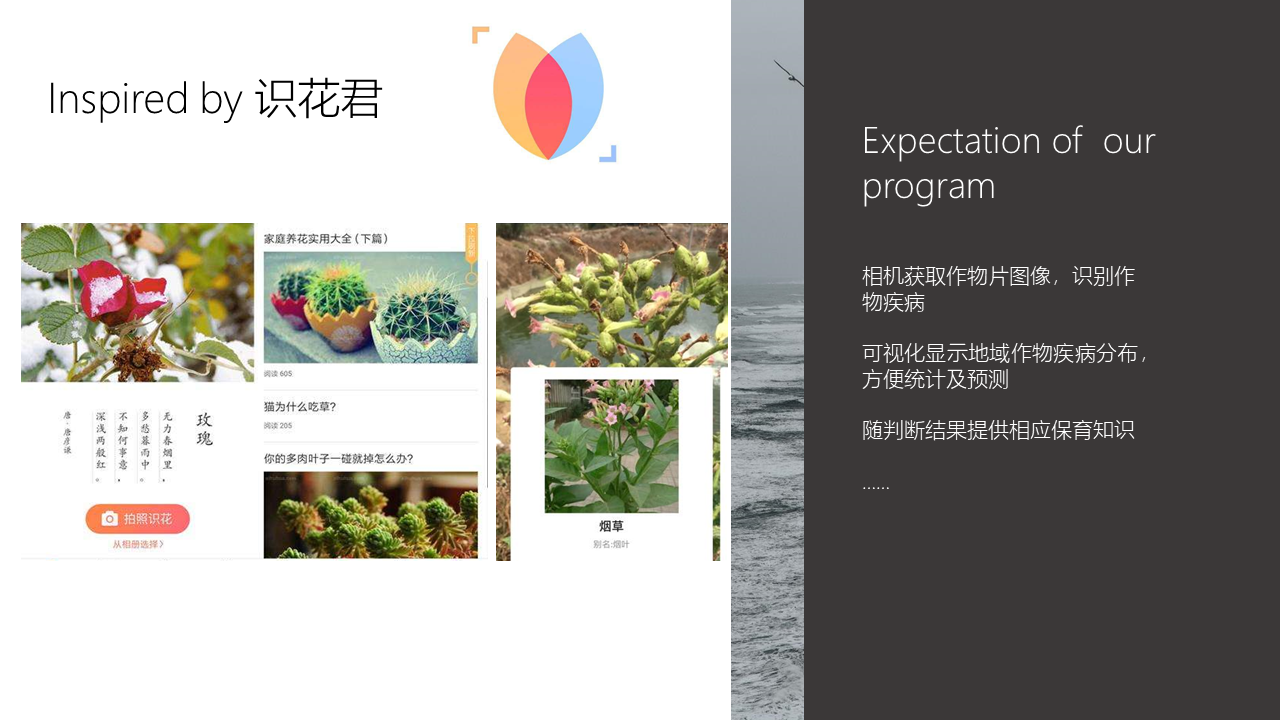 Inspired by 识花君
玫瑰
无力春烟里，
多愁暮雨中。
不知何事意，
深浅两般红。
唐·唐彦谦
拍照识花
从相册选择 >
家庭养花实用大全（下篇）
阅读 605
猫为什么吃草?
阅读 205
你的多肉叶子一碰就掉怎么办?
烟草
别名:烟叶
Expectation of our
program
相机获取作物片图像，识别作
物疾病
可视化显示地域作物疾病分布，
方便统计及预测
随判断结果提供相应保育知识
......